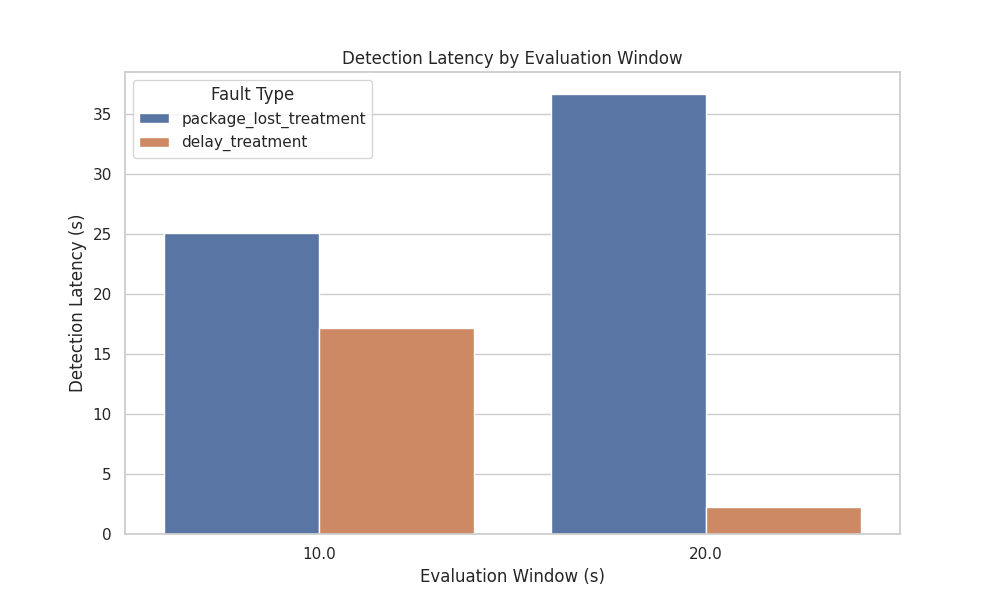 Detection Latency by Evaluation Window
Fault Type
package_lost_treatment
delay_treatment
Detection Latency (s)
35
30
25
20
15
10
5
0
10.0
20.0
Evaluation Window (s)